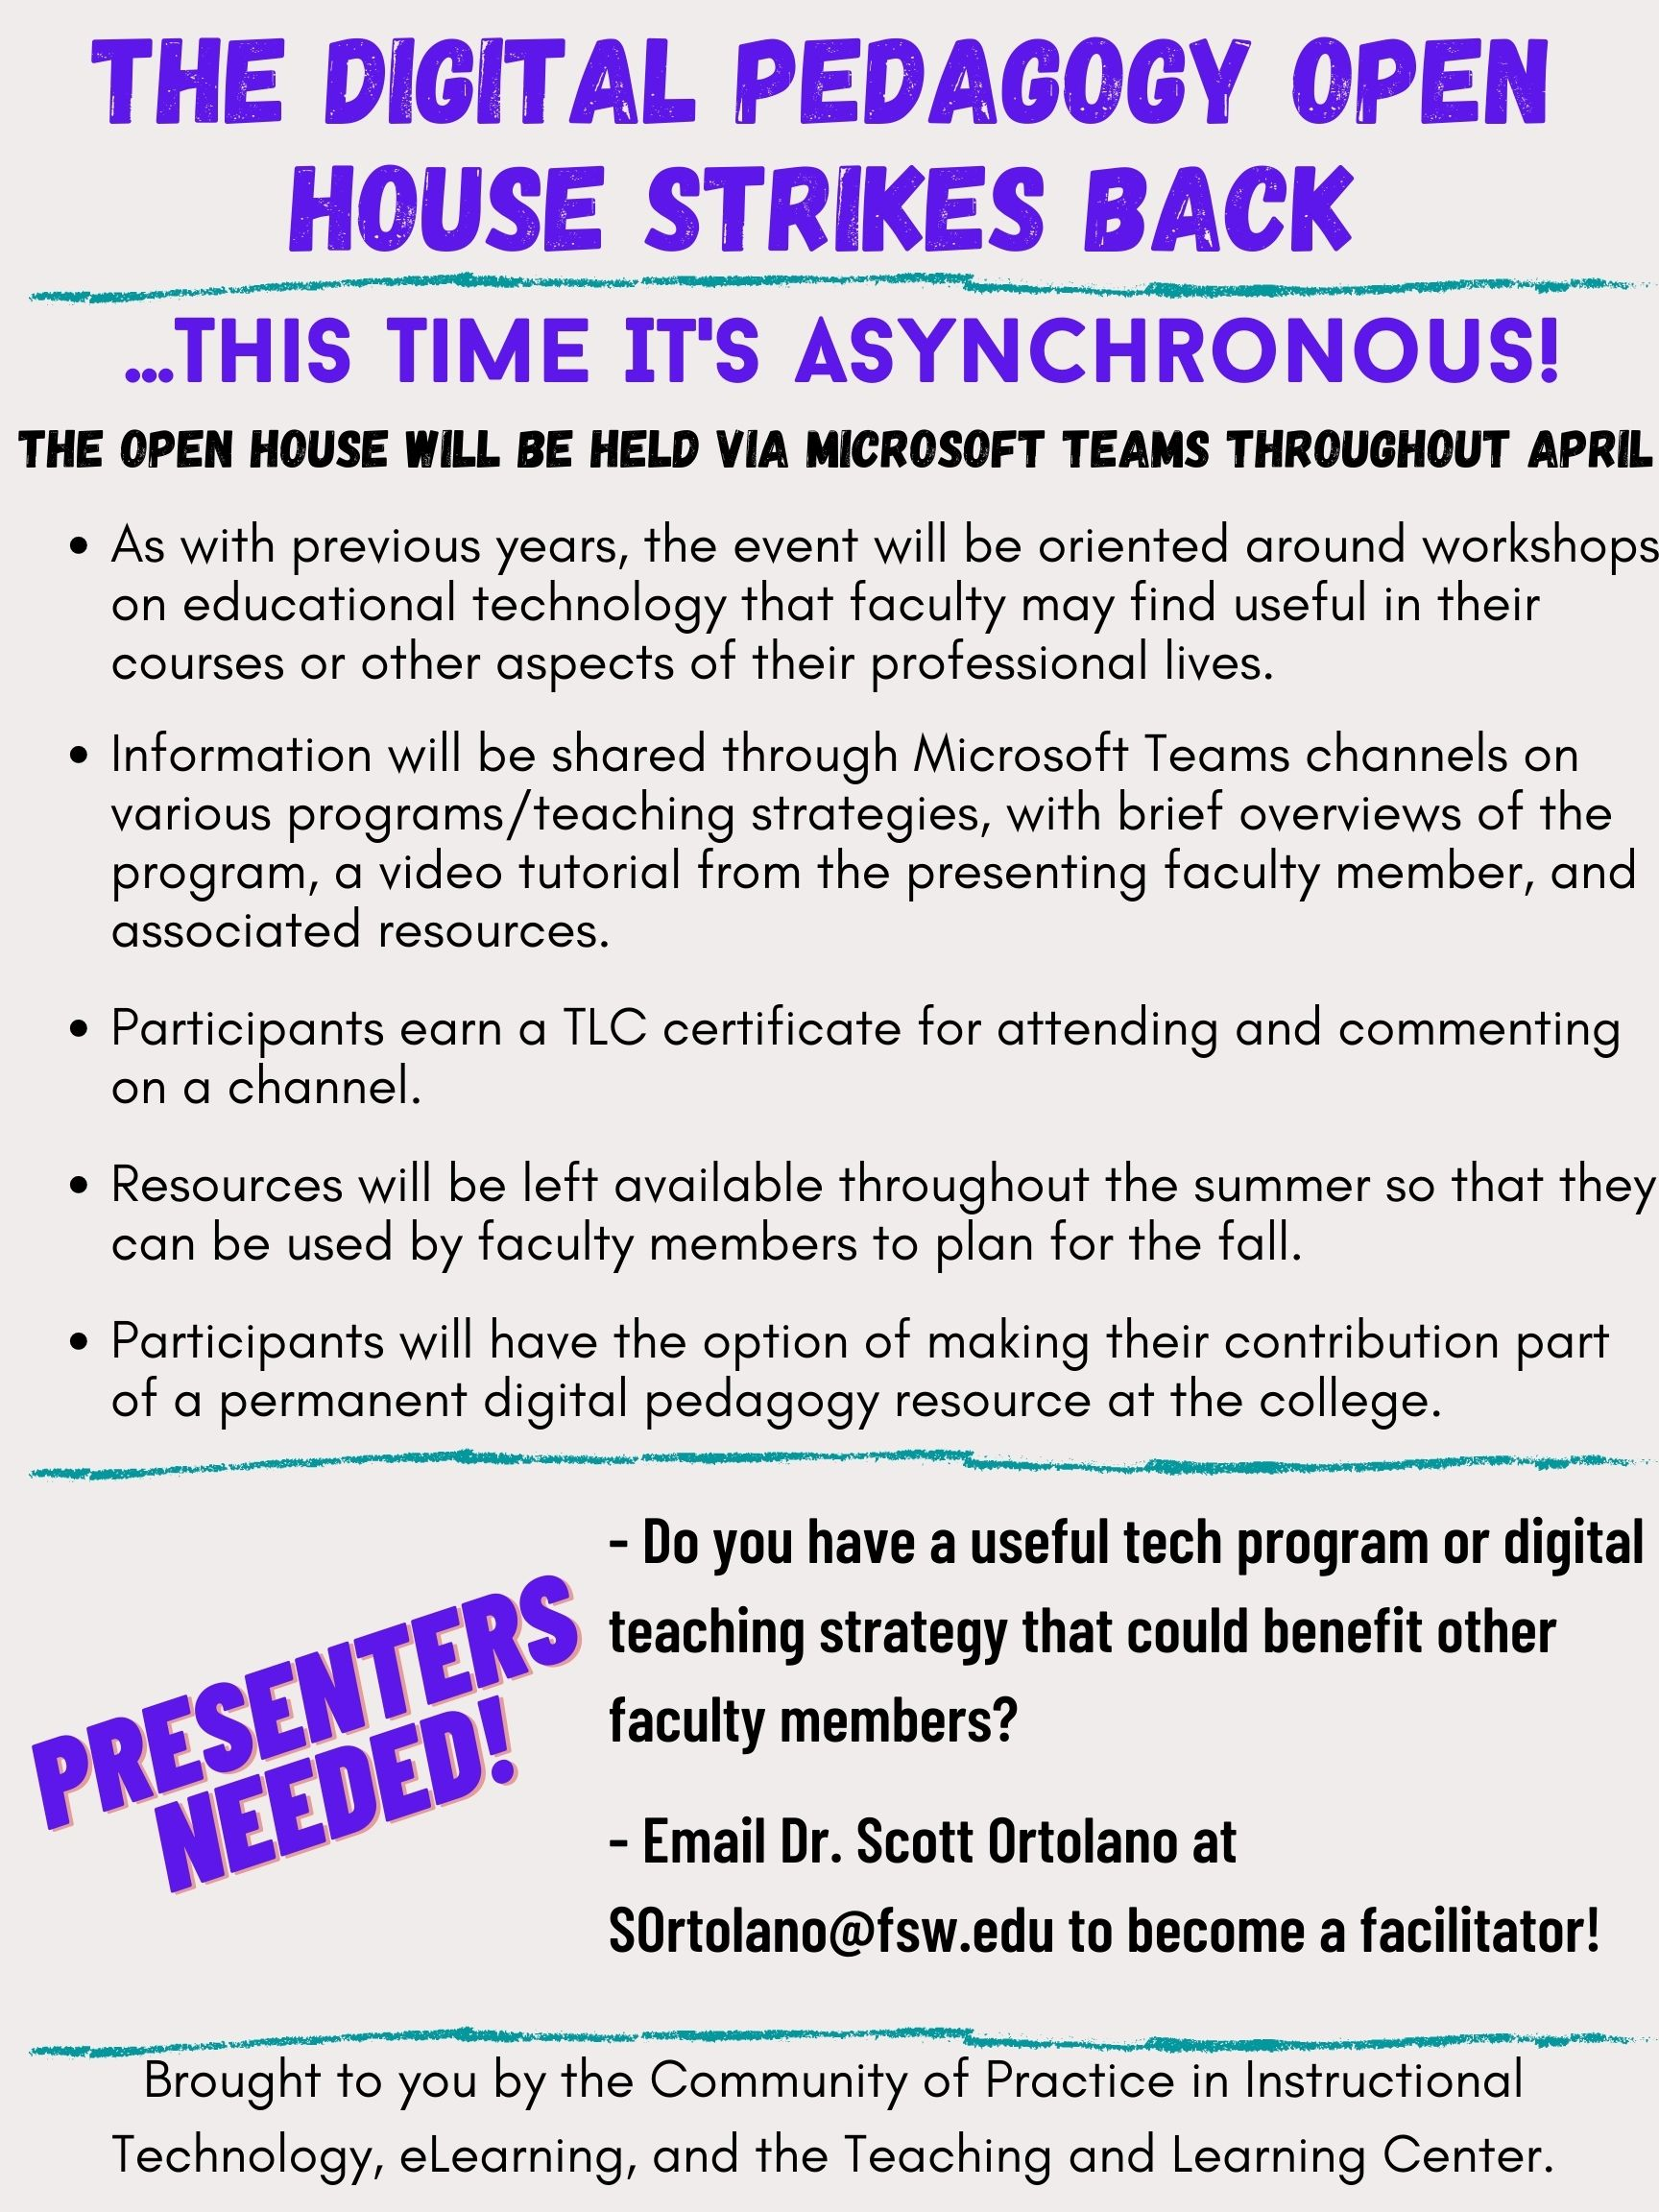 THE DIGITAL PEDAGOGY OPEN
HOUSE STRIKES BACK
...THIS TIME IT'S ASYNCHRONOUS!
THE OPEN HOUSE WILL BE HELD VIA MICROSOFT TEAMS THROUGHOUT APRIL
• As with previous years, the event will be oriented around workshops
on educational technology that faculty may find useful in their
courses or other aspects of their professional lives.
• Information will be shared through Microsoft Teams channels on
various programs/teaching strategies, with brief overviews of the
program, a video tutorial from the presenting faculty member, and
associated resources.
• Participants earn a TLC certificate for attending and commenting
on a channel.
• Resources will be left available throughout the summer so that they
can be used by faculty members to plan for the fall.
• Participants will have the option of making their contribution part
of a permanent digital pedagogy resource at the college.
PRESENTERS
NEEDED!
- Do you have a useful tech program or digital
teaching strategy that could benefit other
faculty members?
- Email Dr. Scott Ortolano at
SOrtolano@fsw.edu to become a facilitator!
Brought to you by the Community of Practice in Instructional
Technology, eLearning, and the Teaching and Learning Center.